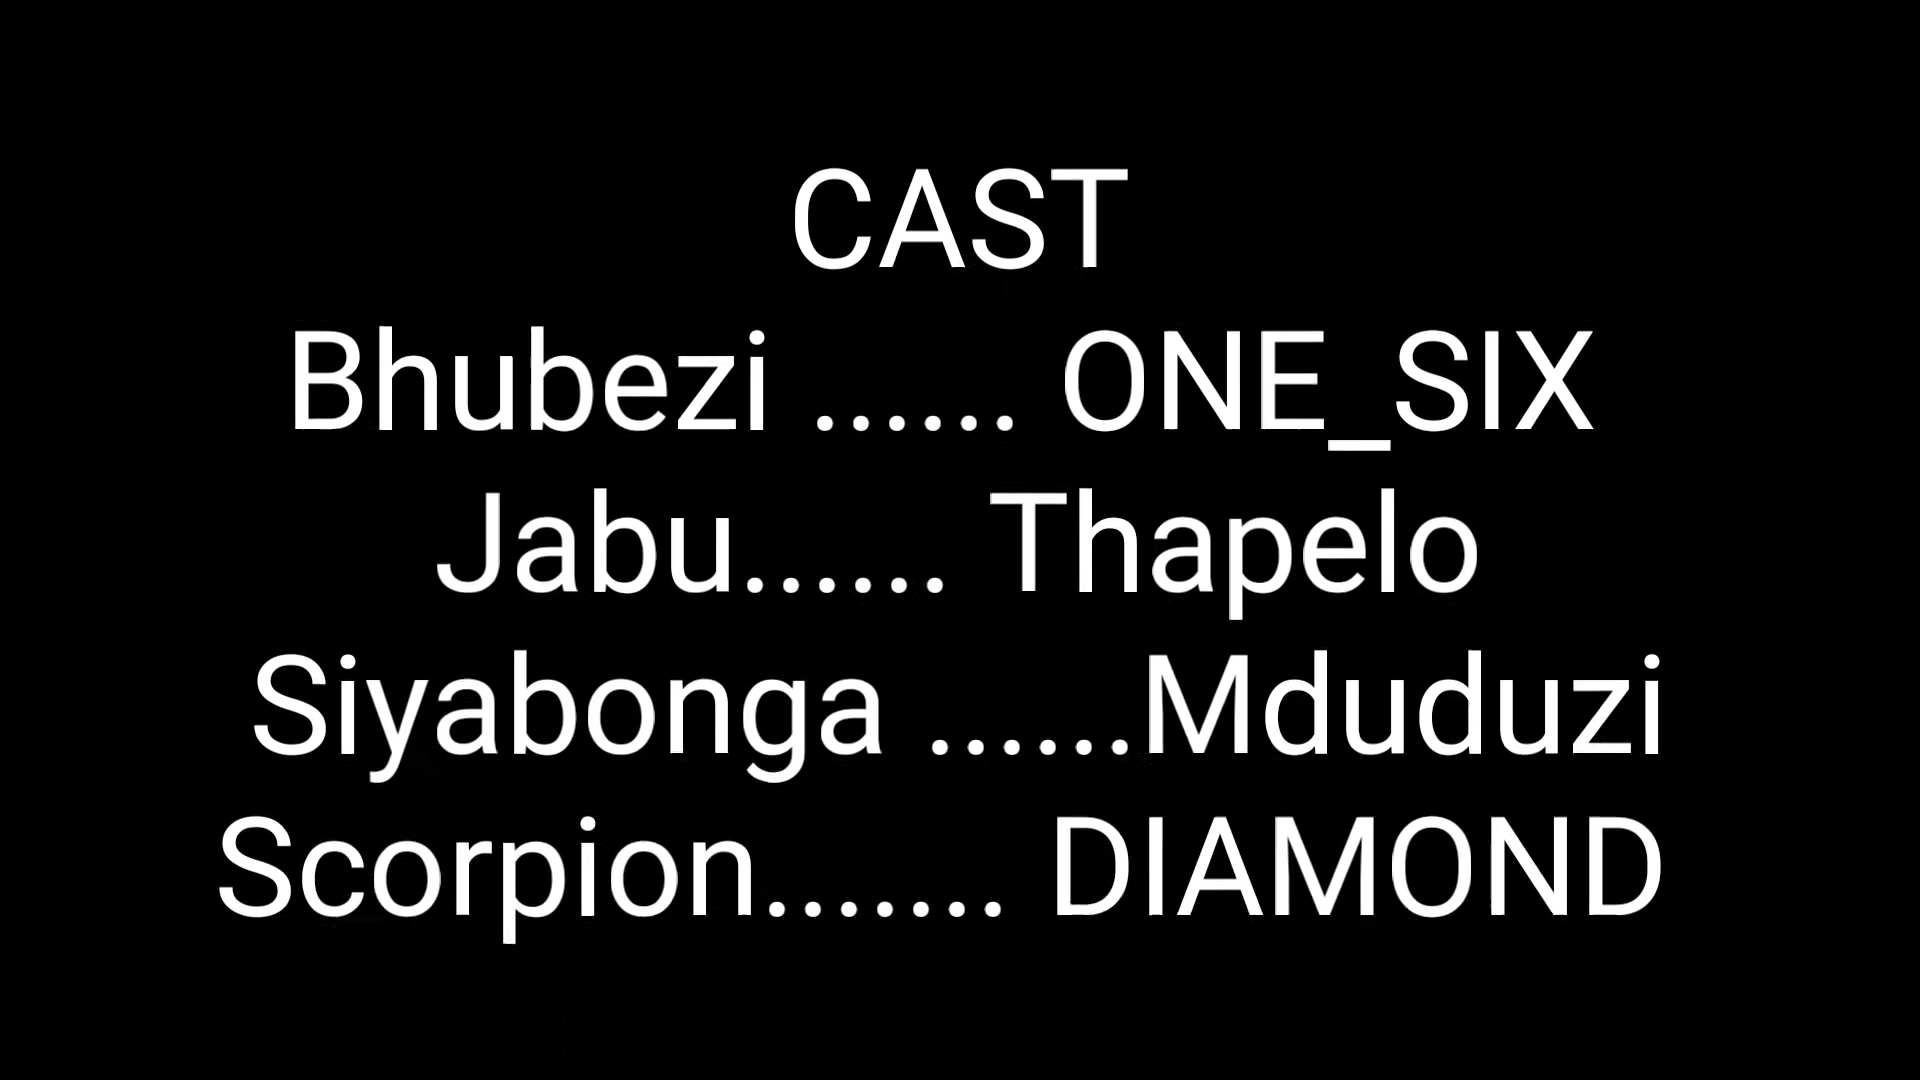 CAST
Bhubezi ...... ONE_SIX
Jabu...... Thapelo
Siyabonga ......Mduduzi
Scorpion....... DIAMOND